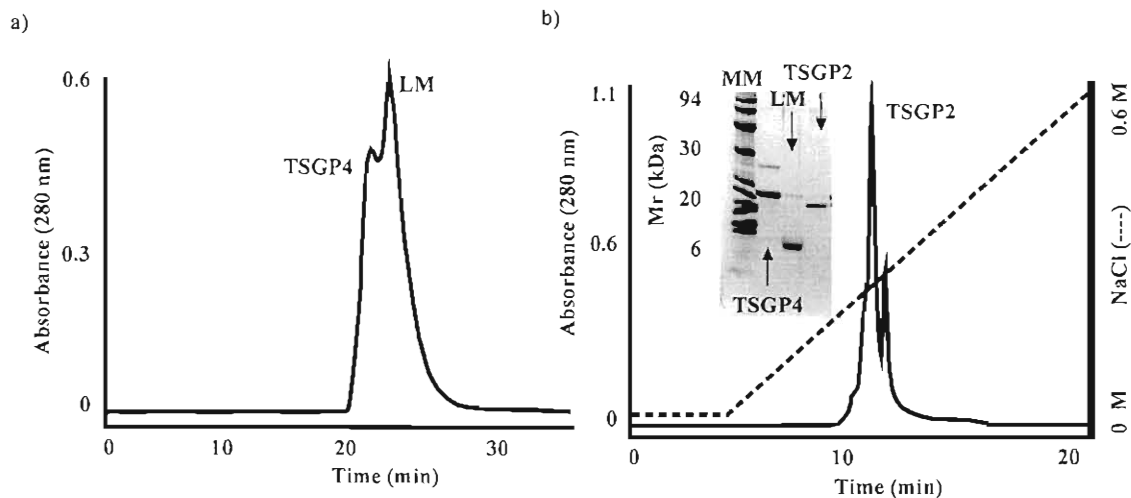 a)
0.6
LM
TSGP4
0.3
0
Absorbance (280 nm)
0 10 20 30
Time (min)
b)
1.1
MM
TSGP2
LM
94
30
20
6
Mr (kDa)
TSGP4
TSGP2
0.6
0
Absorbance (280 nm)
0.6 M
NaCl (----)
0 M
0 10 20
Time (min)